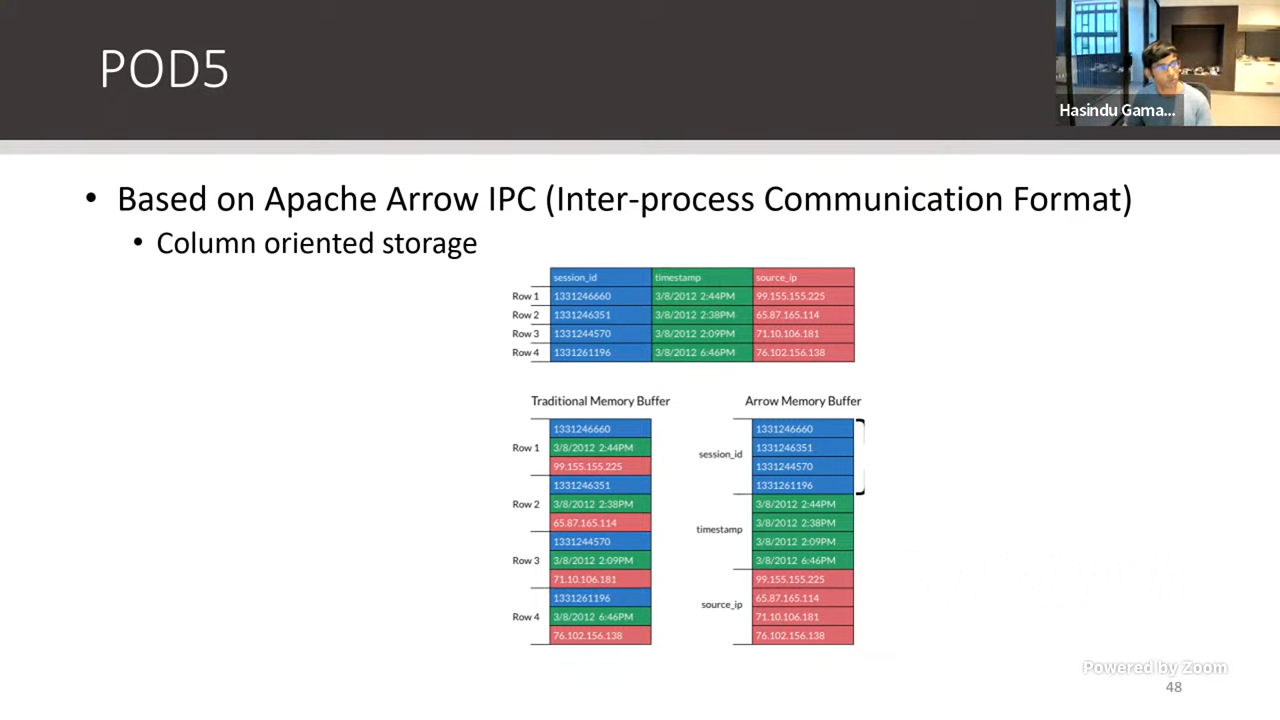 POD5
Hasindu Gama...
• Based on Apache Arrow IPC (Inter-process Communication Format)
• Column oriented storage
session_id timestamp source_ip
Row 1 1331246660 3/8/2012 2:44PM 99.155.155.225
Row 2 1331246351 3/8/2012 2:38PM 65.87.165.114
Row 3 1331244570 3/8/2012 2:09PM 71.10.106.181
Row 4 1331261196 3/8/2012 6:46PM 76.102.156.138
Traditional Memory Buffer
1331246660
Row 1 3/8/2012 2:44PM
99.155.155.225
1331246351
Row 2 3/8/2012 2:38PM
65.87.165.114
1331244570
Row 3 3/8/2012 2:09PM
71.10.106.181
1331261196
Row 4 3/8/2012 6:46PM
76.102.156.138
Arrow Memory Buffer
1331246660
1331246351
session_id
1331244570
1331261196
3/8/2012 2:44PM
3/8/2012 2:38PM
timestamp
3/8/2012 2:09PM
3/8/2012 6:46PM
99.155.155.225
65.87.165.114
source_ip
71.10.106.181
76.102.156.138
Powered by Zoom
48